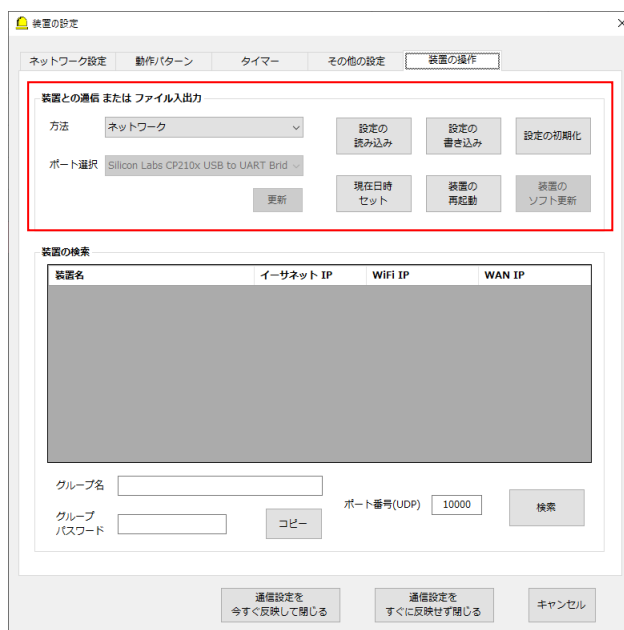 装置の設定
ネットワーク設定 動作パターン タイマー その他の設定 装置の操作
装置との通信 または ファイル入出力
方法 ネットワーク
設定の
読み込み
設定の
書き込み
設定の初期化
ポート選択 Silicon Labs CP210x USB to UART Brid
更新
現在日時
セット
装置の
再起動
装置の
ソフト更新
装置の検索
装置名 イーサネット IP WiFi IP WAN IP
グループ名
ポート番号(UDP) 10000
検索
グループ
パスワード
コピー
通信設定を
今すぐ反映して閉じる
通信設定を
すぐに反映せず閉じる
キャンセル